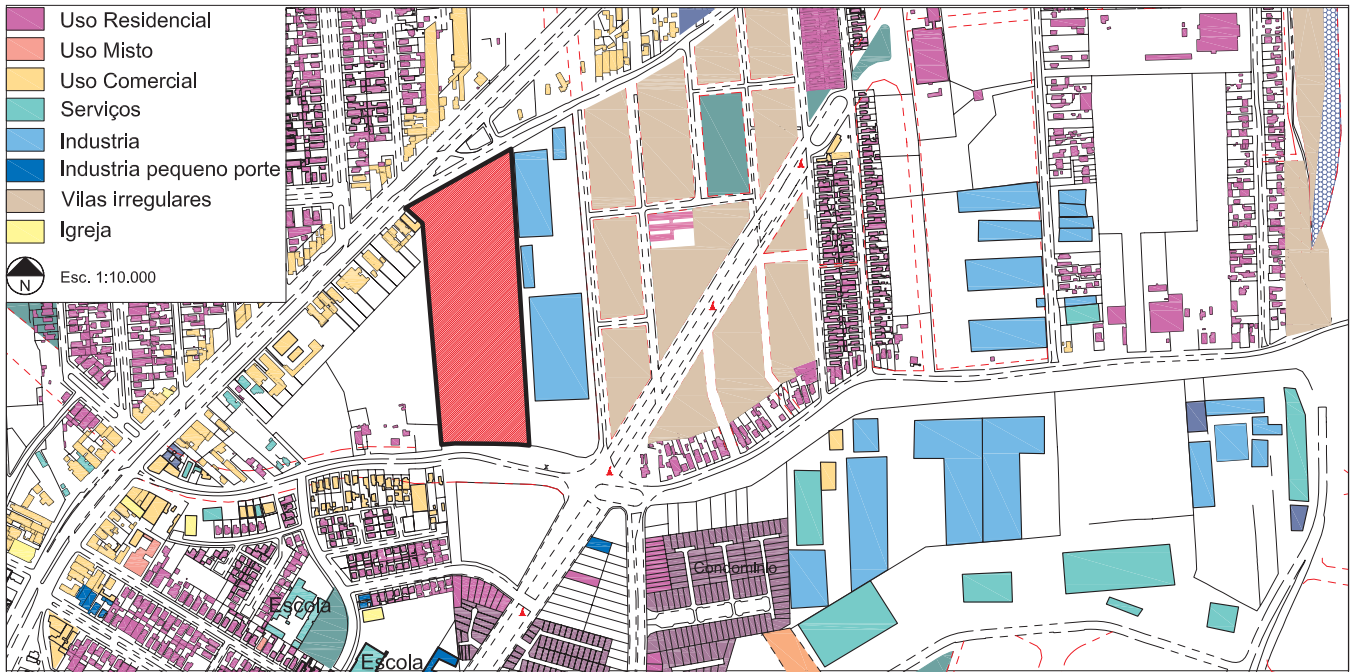 Uso Residencial
Uso Misto
Uso Comercial
Serviços
Industria
Industria pequeno porte
Vilas irregulares
Igreja
N
Esc. 1:10.000
Condomínio
Escola
Escola